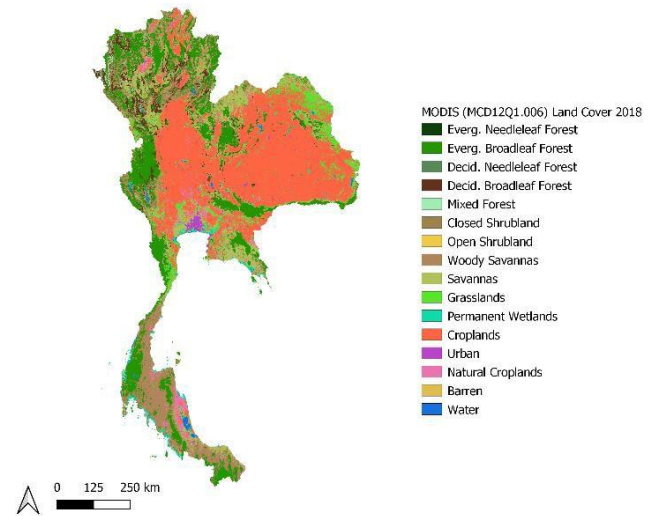 MODIS (MCD12Q1.006) Land Cover 2018
Everg. Needleleaf Forest
Everg. Broadleaf Forest
Decid. Needleleaf Forest
Decid. Broadleaf Forest
Mixed Forest
Closed Shrubland
Open Shrubland
Woody Savannas
Savannas
Grasslands
Permanent Wetlands
Croplands
Urban
Natural Croplands
Barren
Water
0 125 250 km